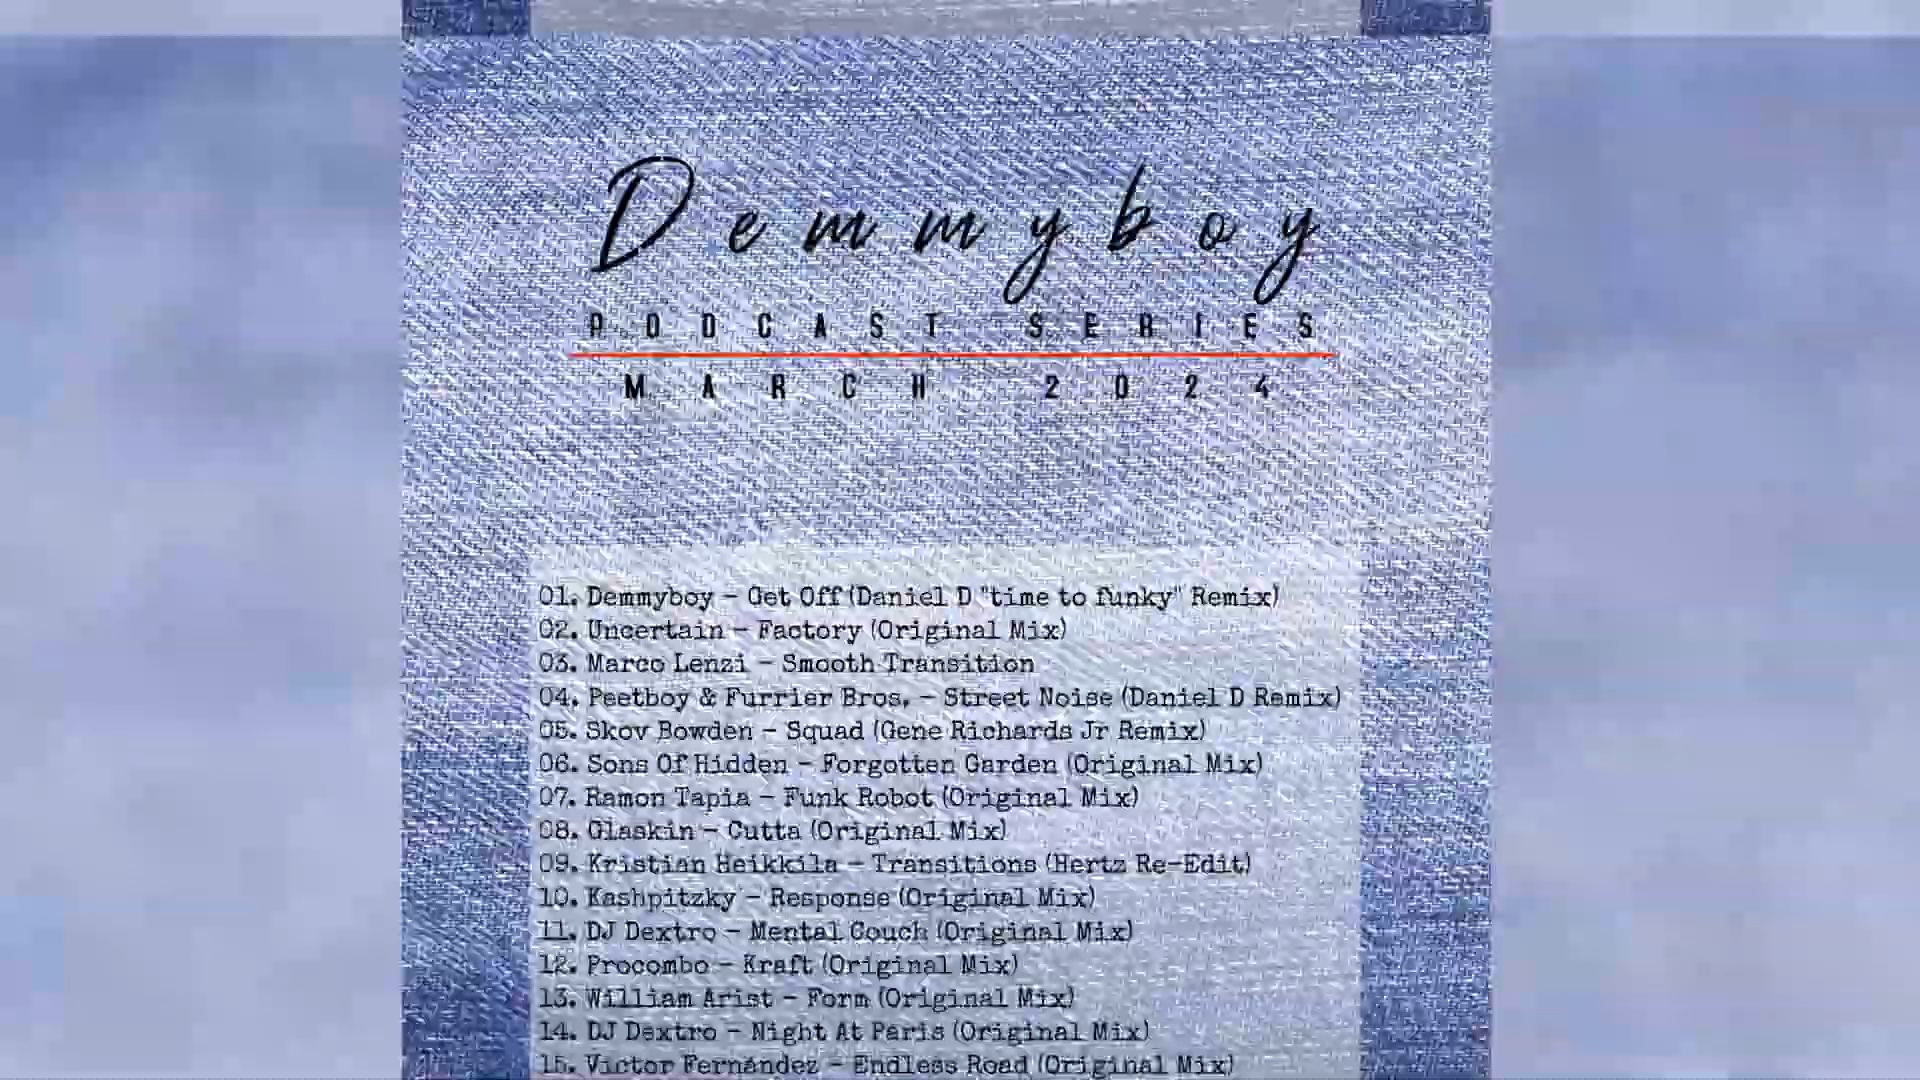 Demmyboy
PODCAST SERIES
MARCH 2024
01. Demmyboy - Get Off (Daniel D "time to funky" Remix)
02. Uncertain - Factory (Original Mix)
03. Marco Lenzi - Smooth Transition
04. Peetboy & Furrier Bros. - Street Noise (Daniel D Remix)
05. Skov Bowden - Squad (Gene Richards Jr Remix)
06. Sons Of Hidden - Forgotten Garden (Original Mix)
07. Ramon Tapia - Funk Robot (Original Mix)
08. Glaskin - Cutta (Original Mix)
09. Kristian Heikkila - Transitions (Hertz Re-Edit)
10. Kashpitzky - Response (Original Mix)
11. DJ Dextro - Mental Couch (Original Mix)
12. Procombo - Kraft (Original Mix)
13. William Arist - Form (Original Mix)
14. DJ Dextro - Night At Paris (Original Mix)
15. Victor Fernández - Endless Road (Original Mix)